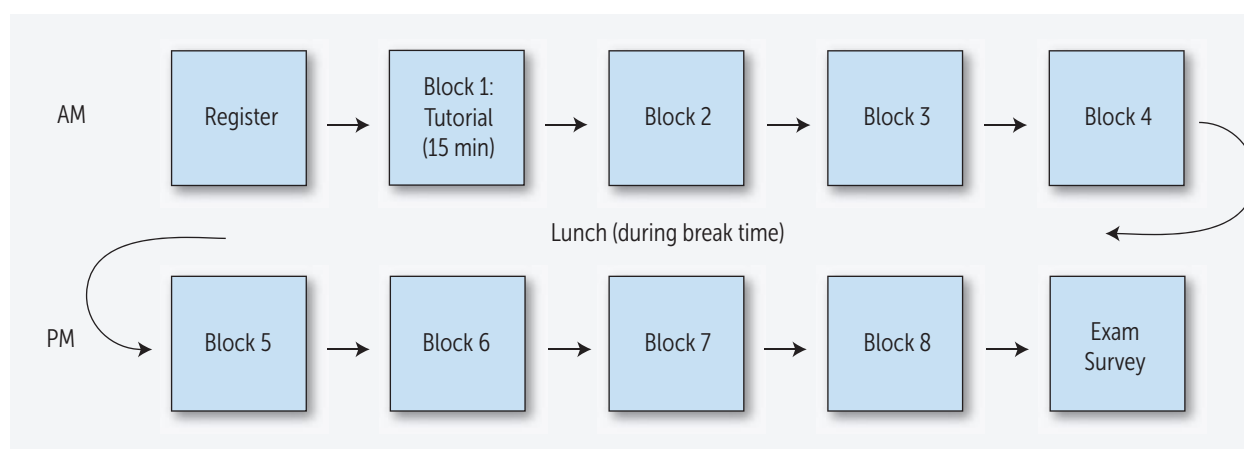 AM
Register
Block 1:
Tutorial
(15 min)
Block 2
Block 3
Block 4
Lunch (during break time)
PM
Block 5
Block 6
Block 7
Block 8
Exam
Survey